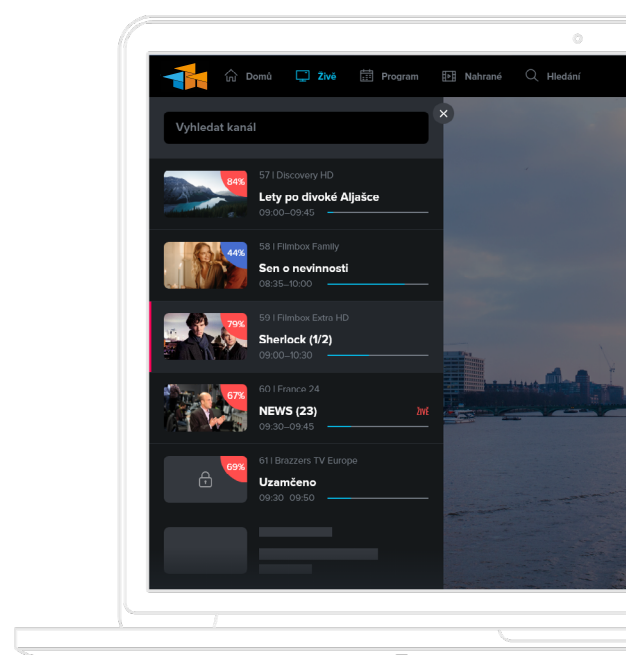 Domů Živě Program Nahrané Hledání
Vyhledat kanál
84%
57 | Discovery HD
Lety po divoké Aljašce
09:00–09:45
44%
58 | Filmbox Family
Sen o nevinnosti
08:35–10:00
79%
59 | Filmbox Extra HD
Sherlock (1/2)
09:00–10:30
67%
60 | France 24
NEWS (23) ŽIVĚ
09:30–09:45
69%
61 | Brazzers TV Europe
Uzamčeno
09:30 09:50